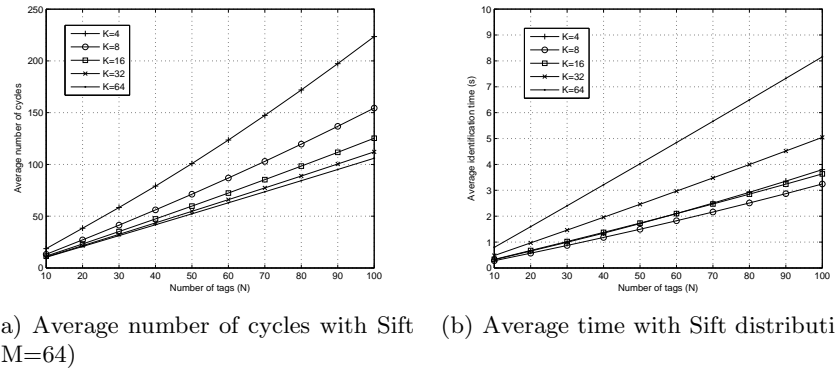 250
200
150
100
50
0
Average number of cycles
K=4
K=8
K=16
K=32
K=64
10 20 30 40 50 60 70 80 90 100
Number of tags (N)
10
9
8
7
6
5
4
3
2
1
0
Average identification time (s)
K=4
K=8
K=16
K=32
K=64
10 20 30 40 50 60 70 80 90 100
Number of tags (N)
a) Average number of cycles with Sift
M=64)
(b) Average time with Sift distributi